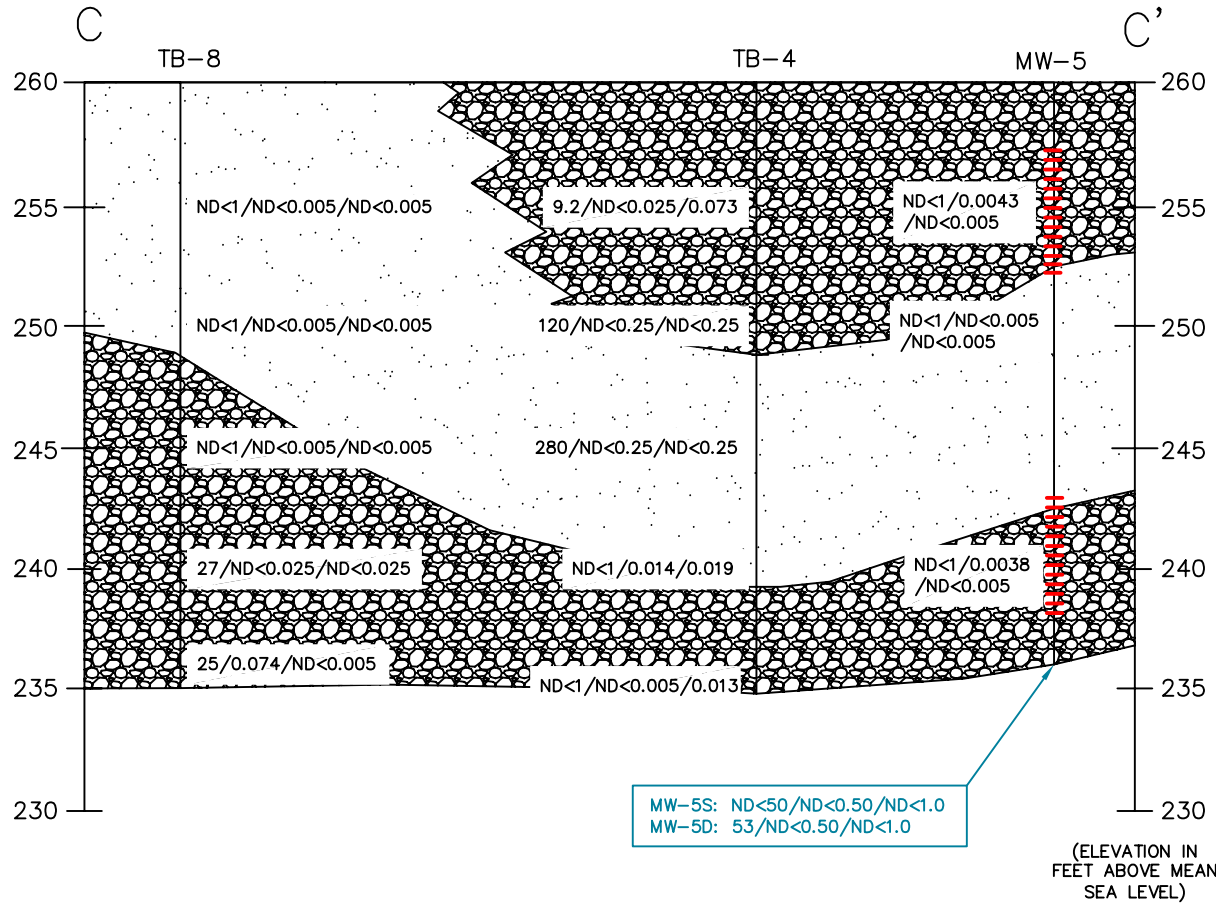 C
C'
TB-8
TB-4
MW-5
260
260
ND<1/ND<0.005/ND<0.005
9.2/ND<0.025/0.073
ND<1/0.0043
/ND<0.005
255
255
ND<1/ND<0.005/ND<0.005
120/ND<0.25/ND<0.25
ND<1/ND<0.005
/ND<0.005
250
250
ND<1/ND<0.005/ND<0.005
280/ND<0.25/ND<0.25
245
245
27/ND<0.025/ND<0.025
ND<1/0.014/0.019
ND<1/0.0038
/ND<0.005
240
240
25/0.074/ND<0.005
ND<1/ND<0.005/0.013
235
235
MW-5S: ND<50/ND<0.50/ND<1.0
MW-5D: 53/ND<0.50/ND<1.0
230
230
(ELEVATION IN
FEET ABOVE MEAN
SEA LEVEL)